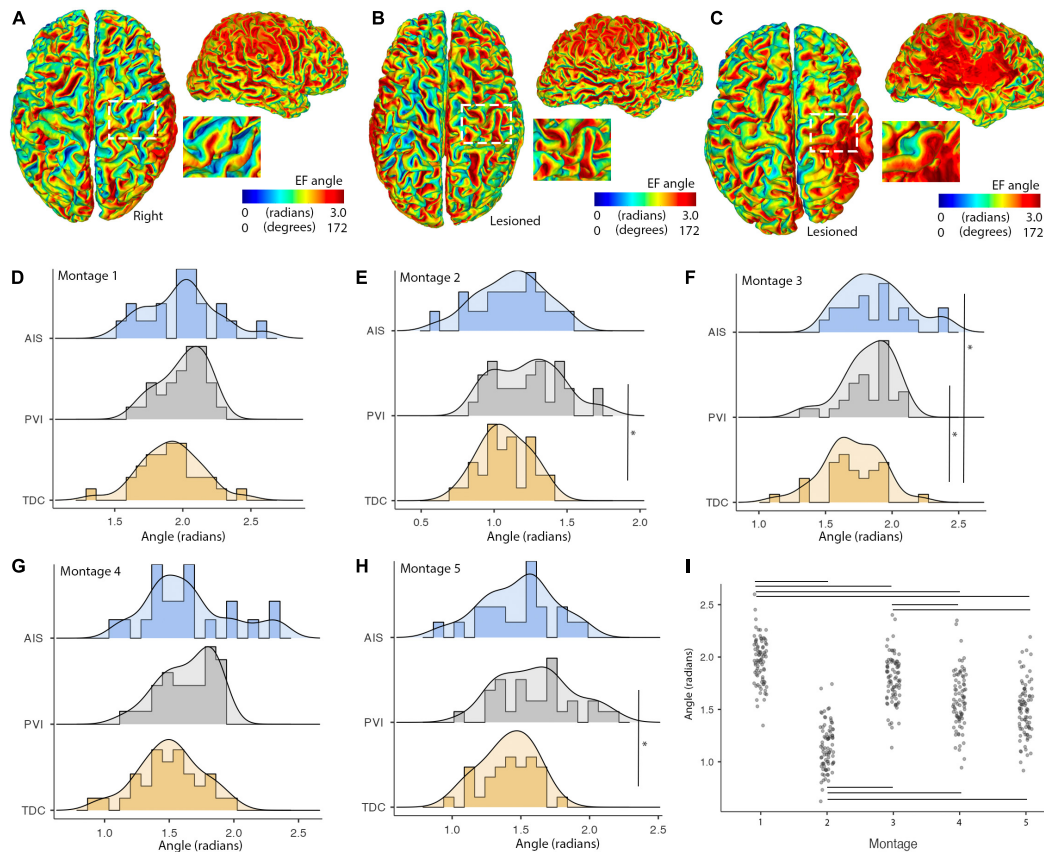 A
B
C
EF angle
0 (radians) 3.0
0 (degrees) 172
Right
EF angle
0 (radians) 3.0
0 (degrees) 172
Lesioned
EF angle
0 (radians) 3.0
0 (degrees) 172
Lesioned
D
Montage 1
AIS
PVI
TDC
1.5 2.0 2.5
Angle (radians)
E
Montage 2
AIS
PVI
TDC
*
0.5 1.0 1.5 2.0
Angle (radians)
F
Montage 3
AIS
PVI
TDC
*
*
1.0 1.5 2.0 2.5
Angle (radians)
G
Montage 4
AIS
PVI
TDC
1.0 1.5 2.0 2.5
Angle (radians)
H
Montage 5
AIS
PVI
TDC
*
1.0 1.5 2.0 2.5
Angle (radians)
I
Angle (radians)
2.5
2.0
1.5
1.0
1 2 3 4 5
Montage